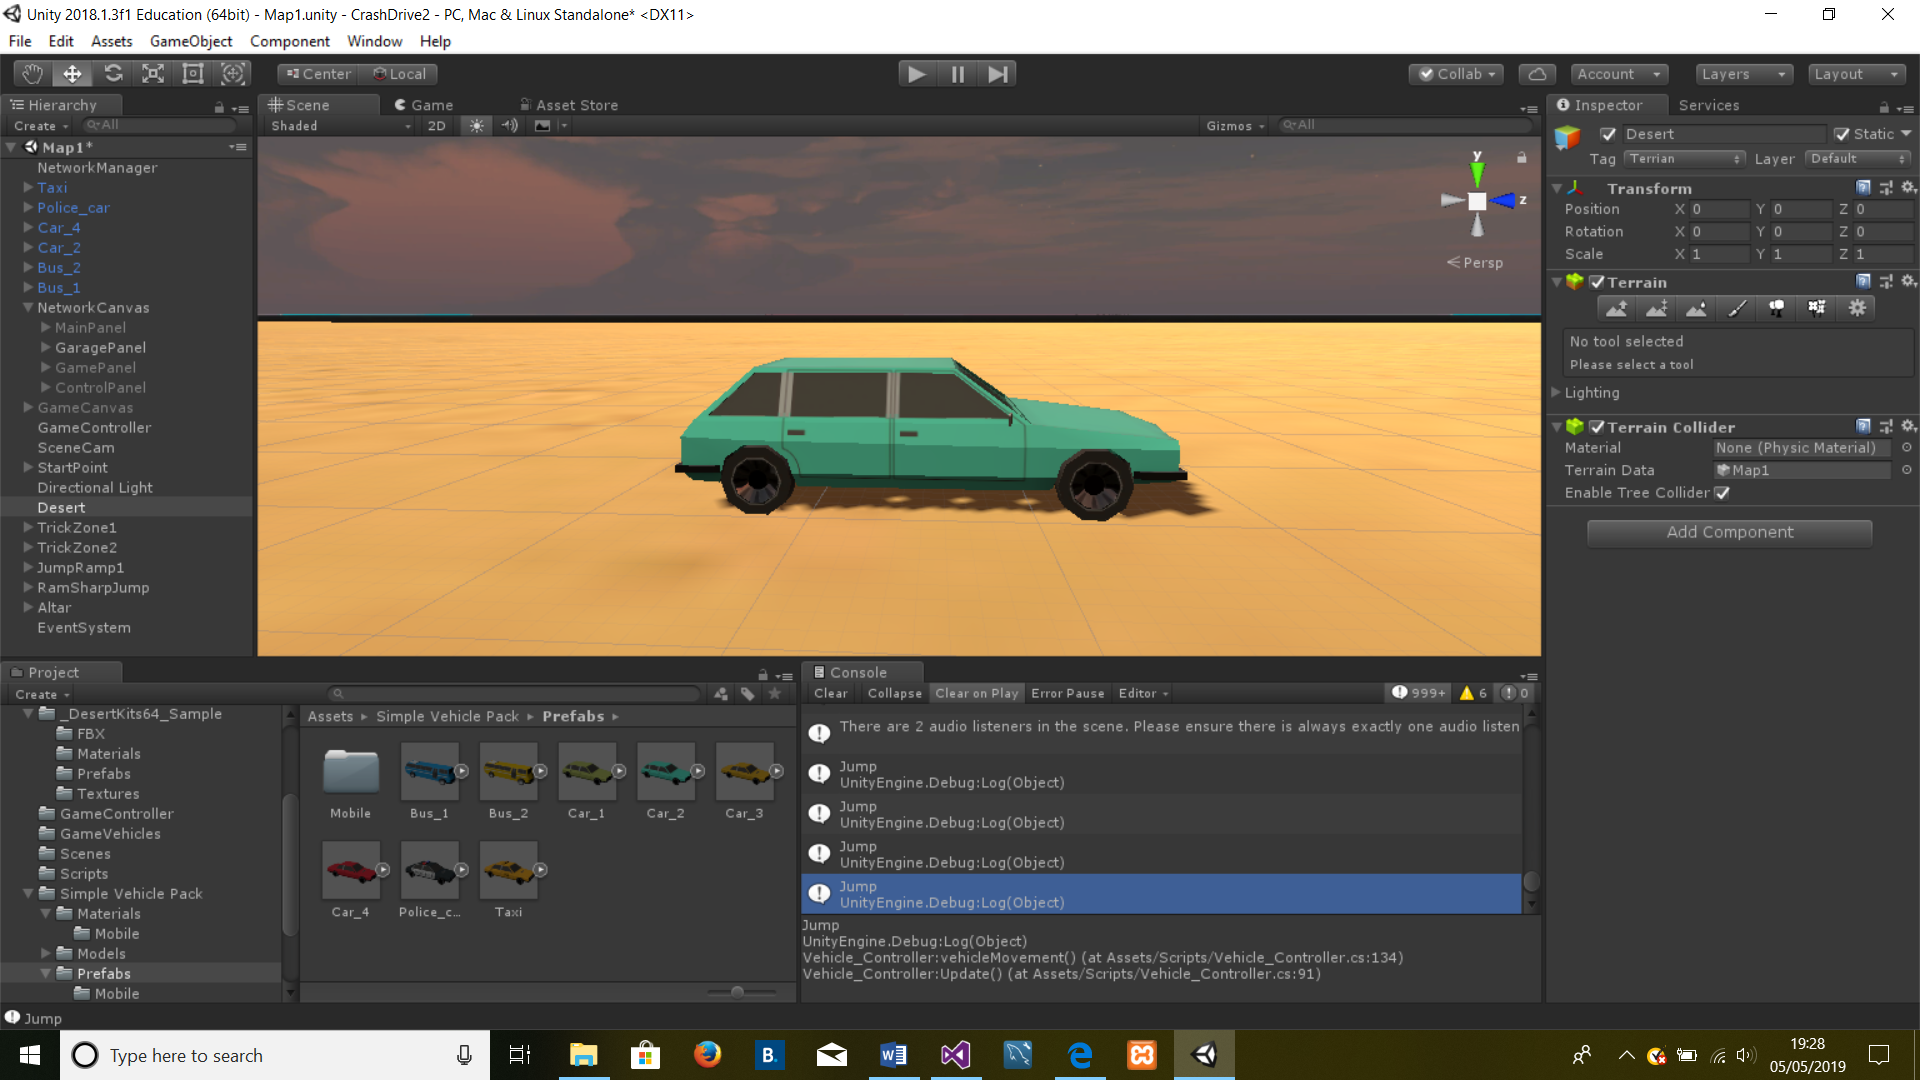 Unity 2018.1.3f1 Education (64bit) - Map1.unity - CrashDrive2 - PC, Mac & Linux Standalone* <DX11>
File Edit Assets GameObject Component Window Help
Center Local
Collab Account Layers Layout
Hierarchy
Create All
Map1*
NetworkManager
Taxi
Police_car
Car_4
Car_2
Bus_2
Bus_1
NetworkCanvas
MainPanel
GaragePanel
GamePanel
ControlPanel
GameCanvas
GameController
SceneCam
StartPoint
Directional Light
Desert
TrickZone1
TrickZone2
JumpRamp1
RamSharpJump
Altar
EventSystem
Scene Game Asset Store
Shaded 2D Gizmos All
y
z
Persp
Inspector Services
Desert Static
Tag Terrian Layer Default
Transform
Position X 0 Y 0 Z 0
Rotation X 0 Y 0 Z 0
Scale X 1 Y 1 Z 1
Terrain
No tool selected
Please select a tool
Lighting
Terrain Collider
Material None (Physic Material)
Terrain Data Map1
Enable Tree Collider
Add Component
Project
Create
_DesertKits64_Sample
FBX
Materials
Prefabs
Textures
GameController
GameVehicles
Scenes
Scripts
Simple Vehicle Pack
Materials
Mobile
Models
Prefabs
Mobile
Assets Simple Vehicle Pack Prefabs
Mobile Bus_1 Bus_2 Car_1 Car_2 Car_3
Car_4 Police_c... Taxi
Console
Clear Collapse Clear on Play Error Pause Editor 999+ 6 0
There are 2 audio listeners in the scene. Please ensure there is always exactly one audio listen
Jump
UnityEngine.Debug:Log(Object)
Jump
UnityEngine.Debug:Log(Object)
Jump
UnityEngine.Debug:Log(Object)
Jump
UnityEngine.Debug:Log(Object)
Jump
UnityEngine.Debug:Log(Object)
Vehicle_Controller:vehicleMovement() (at Assets/Scripts/Vehicle_Controller.cs:134)
Vehicle_Controller:Update() (at Assets/Scripts/Vehicle_Controller.cs:91)
Jump
Type here to search
B.
19:28
05/05/2019